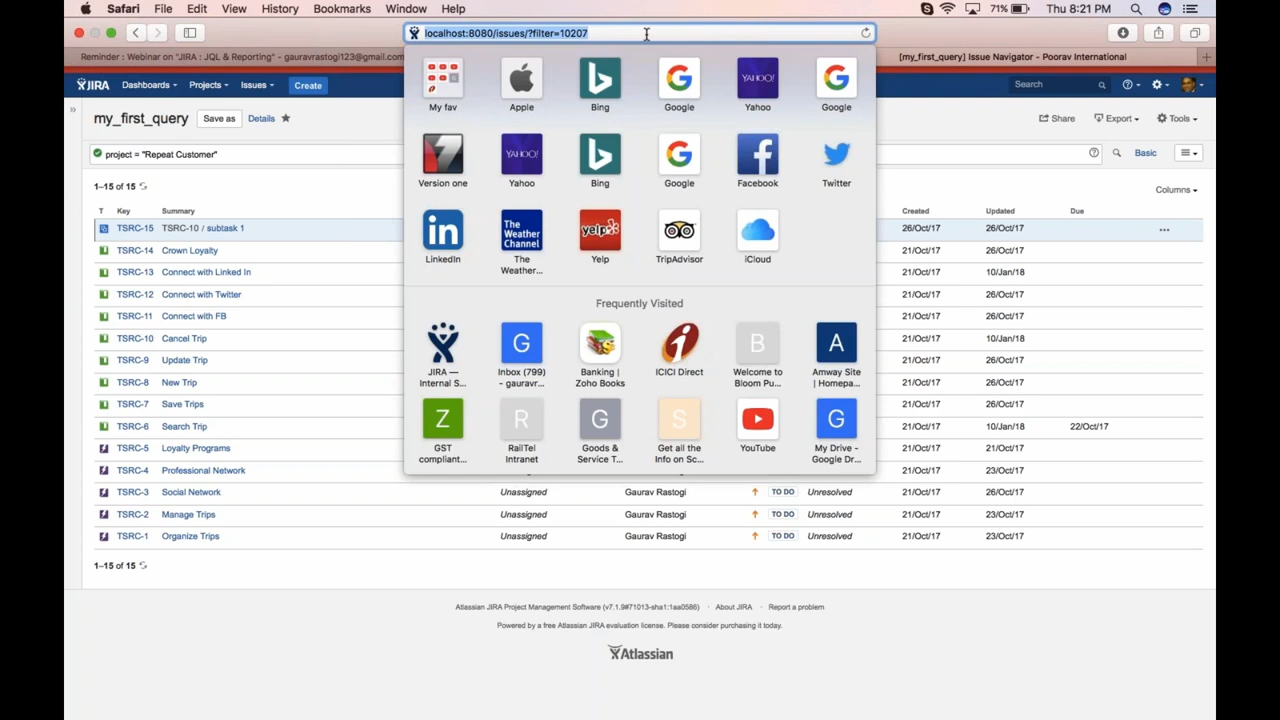 Safari File Edit View History Bookmarks Window Help 71% Thu 8:21 PM
localhost:8080/issues/?filter=10207
Reminder : Webinar on "JIRA : JQL & Reporting" - gauravrastogi123@gmail.com
[my_first_query] Issue Navigator - Poorav International
JIRA Dashboards Projects Issues Create Search
my_first_query Save as Details Share Export Tools
project = "Repeat Customer" Basic
1–15 of 15
Columns
T Key Summary Created Updated Due
TSRC-15 TSRC-10 / subtask 1 26/Oct/17 26/Oct/17
TSRC-14 Crown Loyalty 21/Oct/17 26/Oct/17
TSRC-13 Connect with Linked In 21/Oct/17 10/Jan/18
TSRC-12 Connect with Twitter 21/Oct/17 26/Oct/17
TSRC-11 Connect with FB 21/Oct/17 26/Oct/17
TSRC-10 Cancel Trip 21/Oct/17 10/Jan/18
TSRC-9 Update Trip 21/Oct/17 26/Oct/17
TSRC-8 New Trip 21/Oct/17 26/Oct/17
TSRC-7 Save Trips 21/Oct/17 26/Oct/17
TSRC-6 Search Trip 21/Oct/17 10/Jan/18 22/Oct/17
TSRC-5 Loyalty Programs 21/Oct/17 26/Oct/17
TSRC-4 Professional Network 21/Oct/17 23/Oct/17
TSRC-3 Social Network Unassigned Gaurav Rastogi TO DO Unresolved 21/Oct/17 26/Oct/17
TSRC-2 Manage Trips Unassigned Gaurav Rastogi TO DO Unresolved 21/Oct/17 23/Oct/17
TSRC-1 Organize Trips Unassigned Gaurav Rastogi TO DO Unresolved 21/Oct/17 23/Oct/17
1–15 of 15
YAHOO!
My fav Apple Bing Google Yahoo Google
YAHOO!
Version one Yahoo Bing Google Facebook Twitter
in The Weather Channel yelp
LinkedIn The Weather... Yelp TripAdvisor iCloud
Frequently Visited
G i B A
JIRA — Internal S... Inbox (799) - gauravr... Banking | Zoho Books ICICI Direct Welcome to Bloom Pu... Amway Site | Homepa...
Z R G S G
GST compliant... RailTel Intranet Goods & Service T... Get all the Info on Sc... YouTube My Drive - Google Dr...
Atlassian JIRA Project Management Software (v7.1.9#71013-sha1:1aa0586) · About JIRA · Report a problem
Powered by a free Atlassian JIRA evaluation license. Please consider purchasing it today.
Atlassian